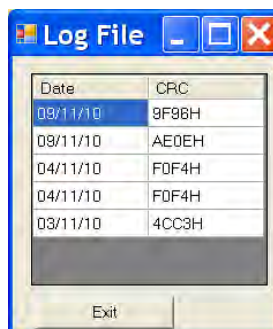 Log File
Date CRC
09/11/10 9F96H
09/11/10 AE0EH
04/11/10 F0F4H
04/11/10 F0F4H
03/11/10 4CC3H
Exit